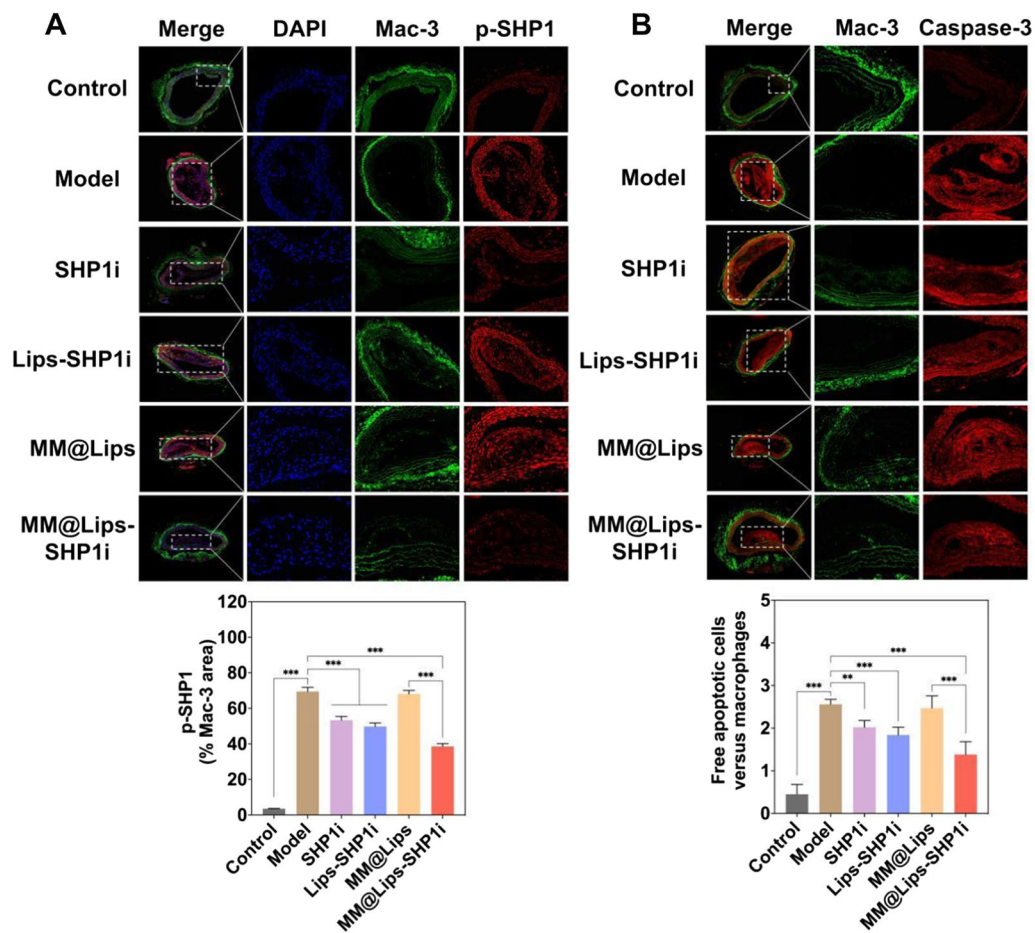 A
Merge DAPI Mac-3 p-SHP1
Control
Model
SHP1i
Lips-SHP1i
MM@Lips
MM@Lips-
SHP1i
120
100
80
60
40
20
0
p-SHP1
(% Mac-3 area)
*** *** *** ***
Control
Model
SHP1i
Lips-SHP1i
MM@Lips
MM@Lips-SHP1i
B
Merge Mac-3 Caspase-3
Control
Model
SHP1i
Lips-SHP1i
MM@Lips
MM@Lips-
SHP1i
5
4
3
2
1
0
Free apoptotic cells
versus macrophages
*** ** *** *** ***
Control
Model
SHP1i
Lips-SHP1i
MM@Lips
MM@Lips-SHP1i